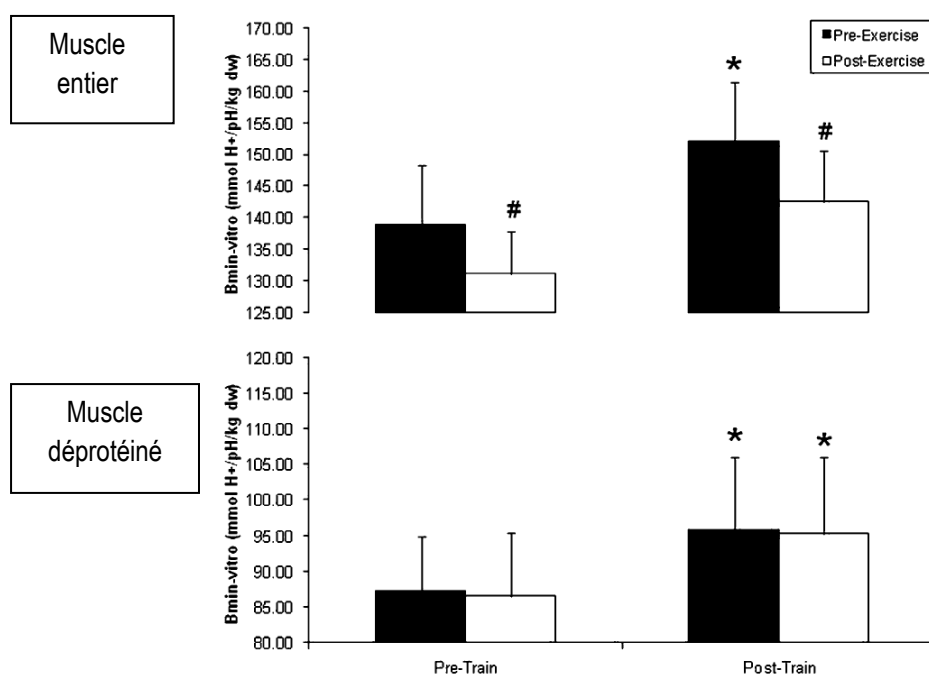 Muscle
entier
Bmin-vitro (mmol H+/pH/kg dw)
170.00
165.00
160.00
155.00
150.00
145.00
140.00
135.00
130.00
125.00
#
*
#
Pre-Exercise
Post-Exercise
Muscle
déprotéiné
Bmin-vitro (mmol H+/pH/kg dw)
120.00
115.00
110.00
105.00
100.00
95.00
90.00
85.00
80.00
*
*
Pre-Train
Post-Train